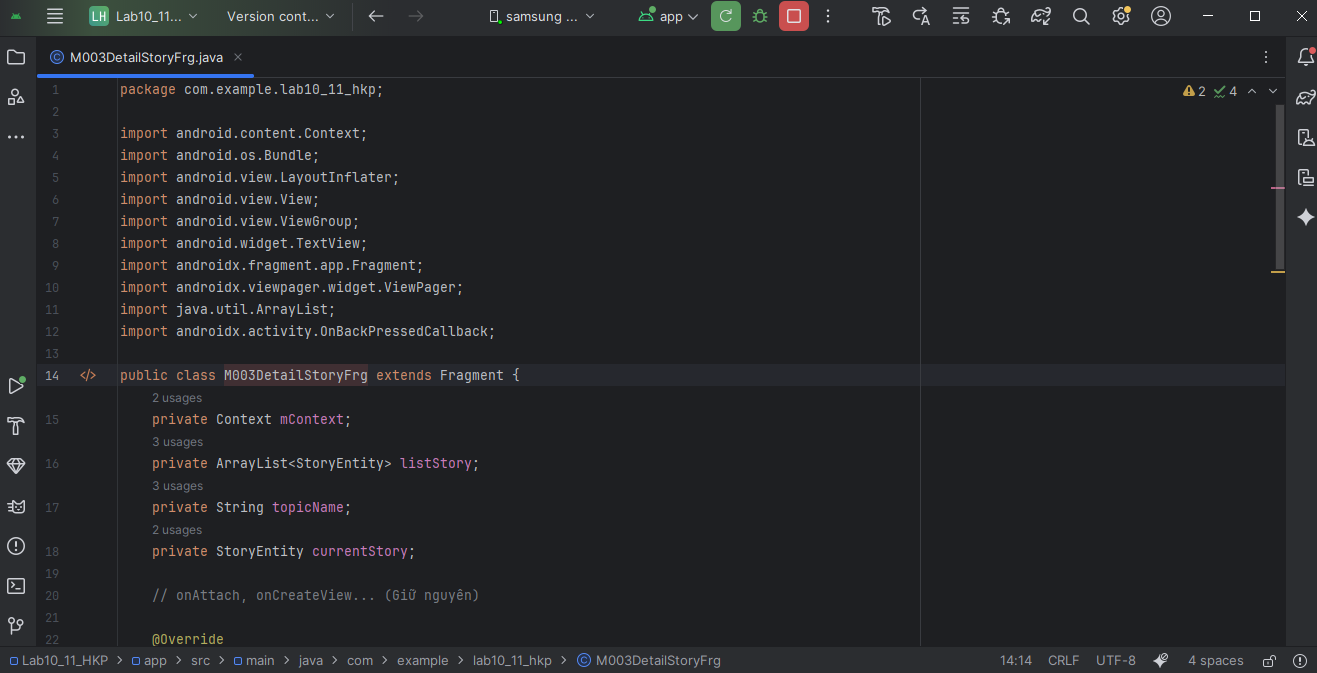 LH Lab10_11... Version cont... samsung ... app
M003DetailStoryFrg.java
2 4
1 package com.example.lab10_11_hkp;
2
3 import android.content.Context;
4 import android.os.Bundle;
5 import android.view.LayoutInflater;
6 import android.view.View;
7 import android.view.ViewGroup;
8 import android.widget.TextView;
9 import androidx.fragment.app.Fragment;
10 import androidx.viewpager.widget.ViewPager;
11 import java.util.ArrayList;
12 import androidx.activity.OnBackPressedCallback;
13
14 </> public class M003DetailStoryFrg extends Fragment {
2 usages
15 private Context mContext;
3 usages
16 private ArrayList<StoryEntity> listStory;
3 usages
17 private String topicName;
2 usages
18 private StoryEntity currentStory;
19
20 // onAttach, onCreateView... (Giữ nguyên)
21
22 @Override
Lab10_11_HKP > app > src > main > java > com > example > lab10_11_hkp > M003DetailStoryFrg 14:14 CRLF UTF-8 4 spaces